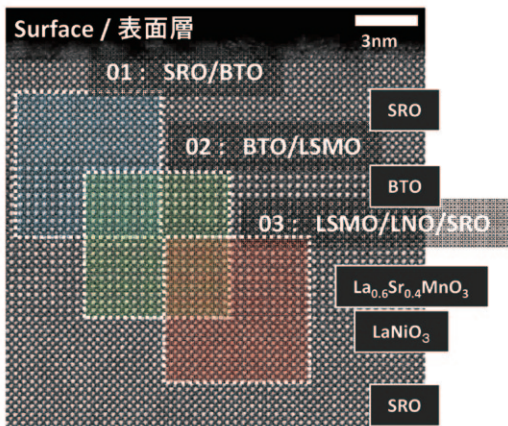 Surface / 表面層
3nm
01 : SRO/BTO
SRO
02 : BTO/LSMO
BTO
03 : LSMO/LNO/SRO
La0.6Sr0.4MnO3
LaNiO3
SRO